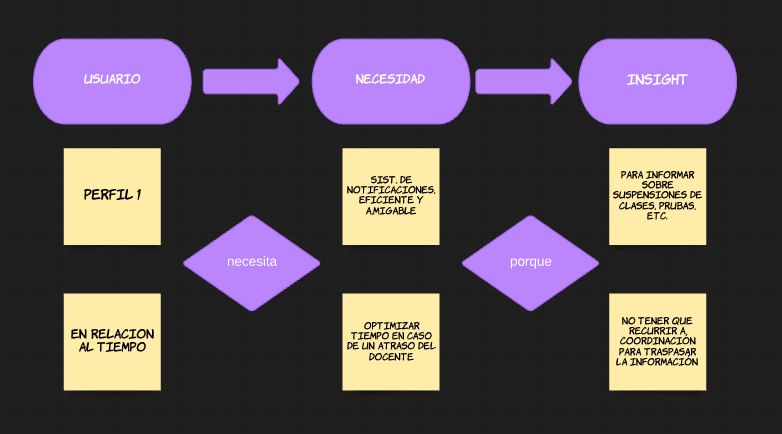 USUARIO
NECESIDAD
INSIGHT
PERFIL 1
SIST. DE
NOTIFICACIONES,
EFICIENTE Y
AMIGABLE
PARA INFORMAR
SOBRE
SUSPENSIONES DE
CLASES, PRUBAS,
ETC.
necesita
porque
EN RELACION
AL TIEMPO
OPTIMIZAR
TIEMPO EN CASO
DE UN ATRASO DEL
DOCENTE
NO TENER QUE
RECURRIR A
COORDINACIÓN
PARA TRASPASAR
LA INFORMACIÓN